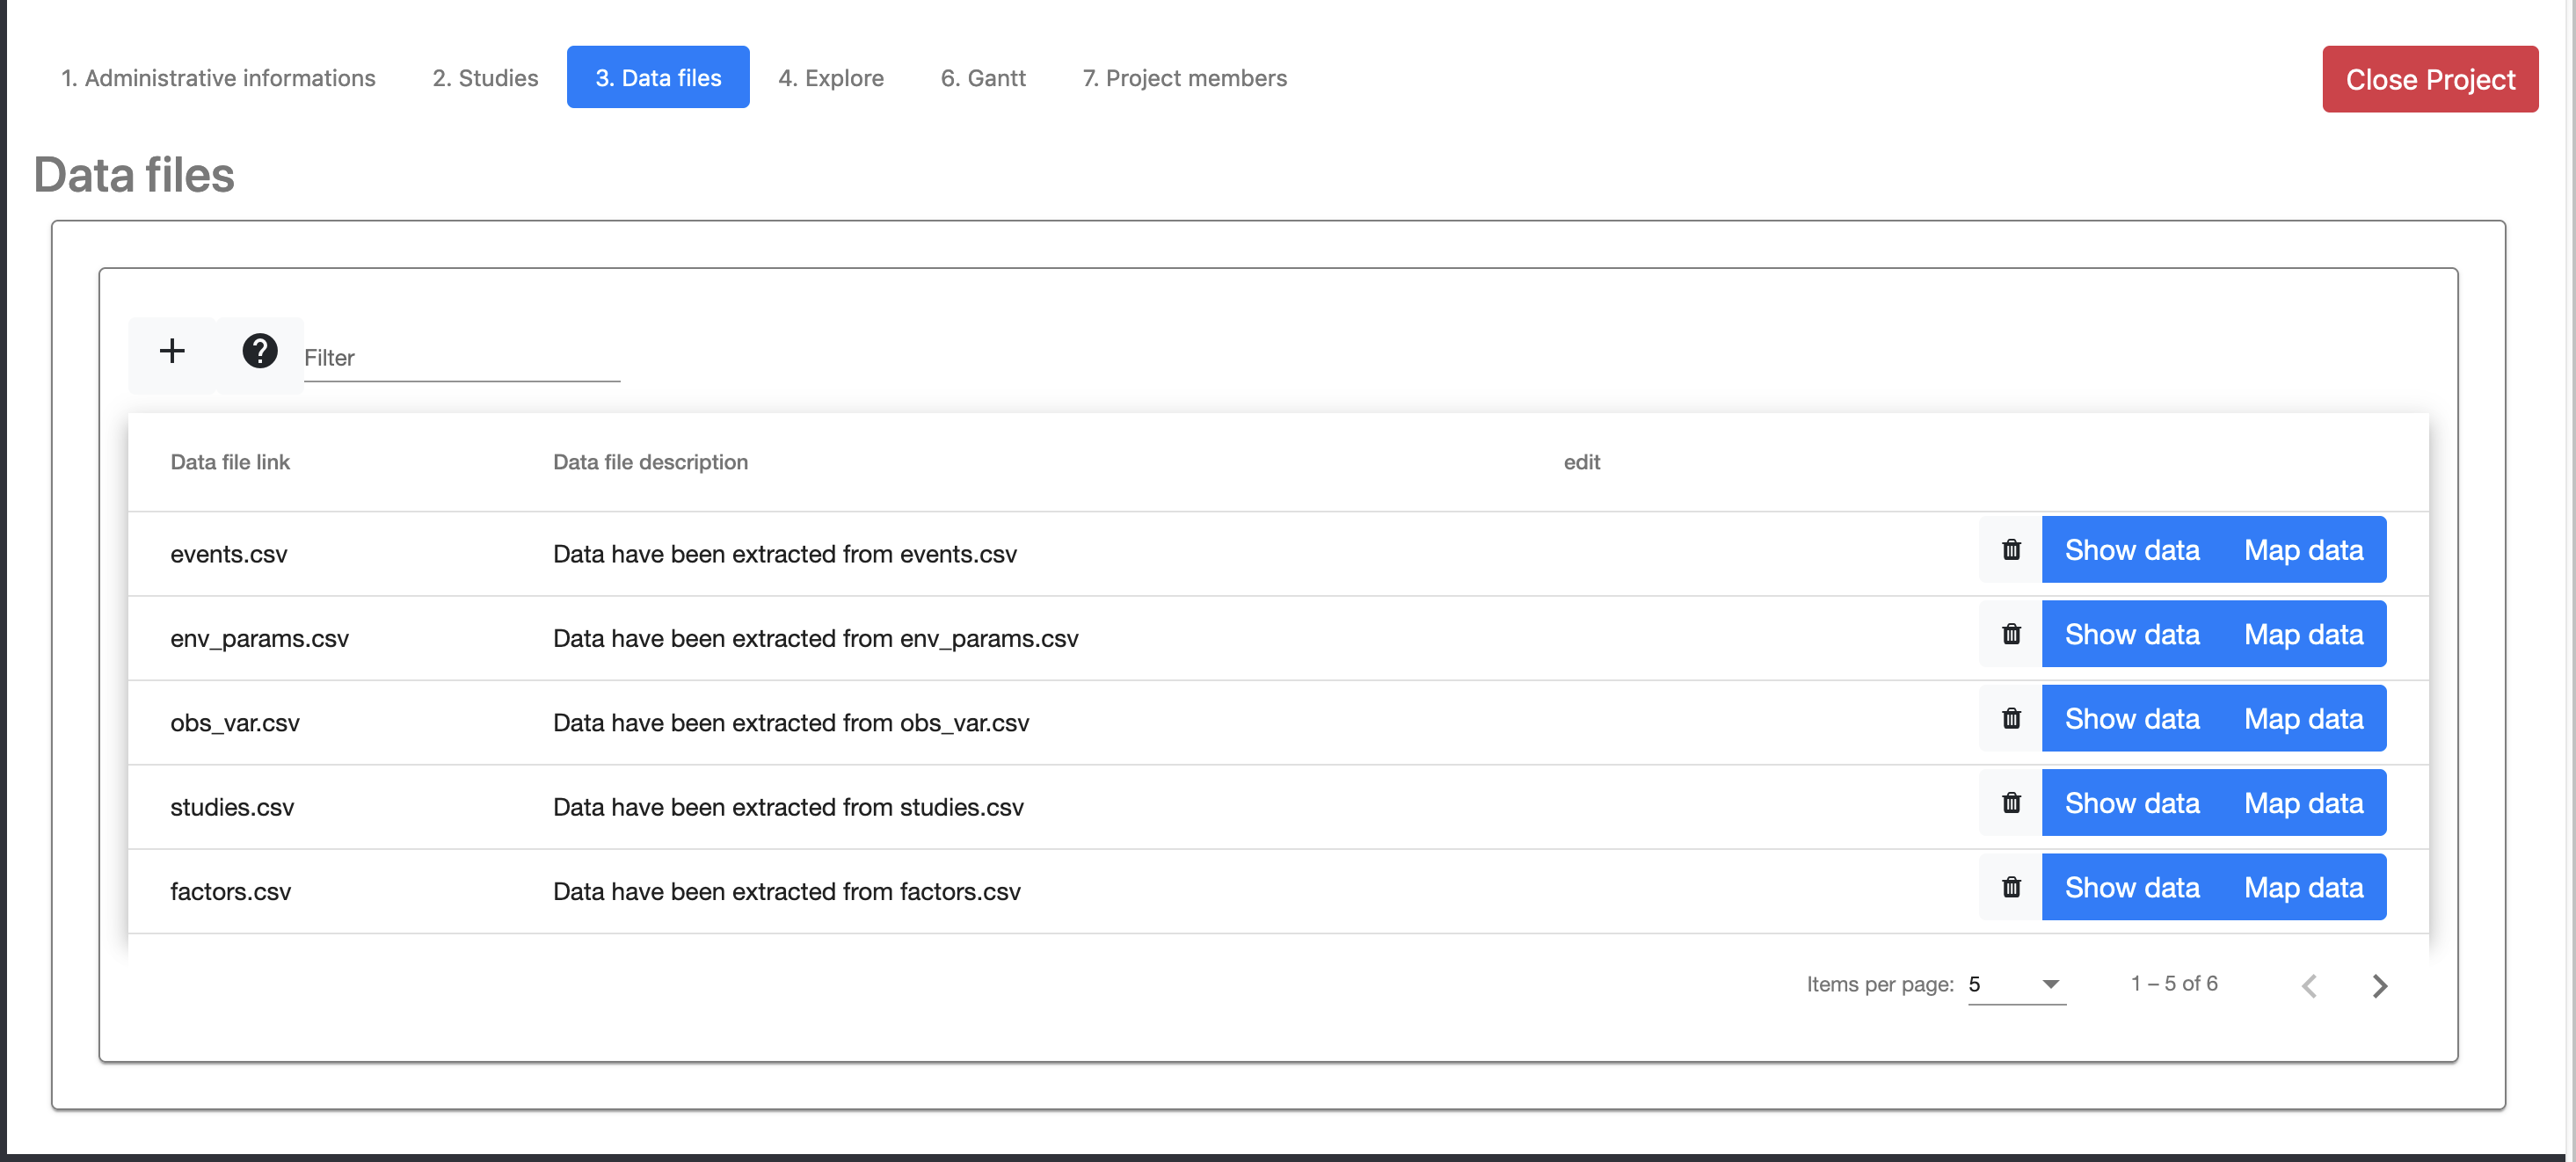 1. Administrative informations 2. Studies 3. Data files 4. Explore 6. Gantt 7. Project members Close Project
Data files
Filter
Data file link Data file description edit
events.csv Data have been extracted from events.csv Show data Map data
env_params.csv Data have been extracted from env_params.csv Show data Map data
obs_var.csv Data have been extracted from obs_var.csv Show data Map data
studies.csv Data have been extracted from studies.csv Show data Map data
factors.csv Data have been extracted from factors.csv Show data Map data
Items per page: 5 1 – 5 of 6